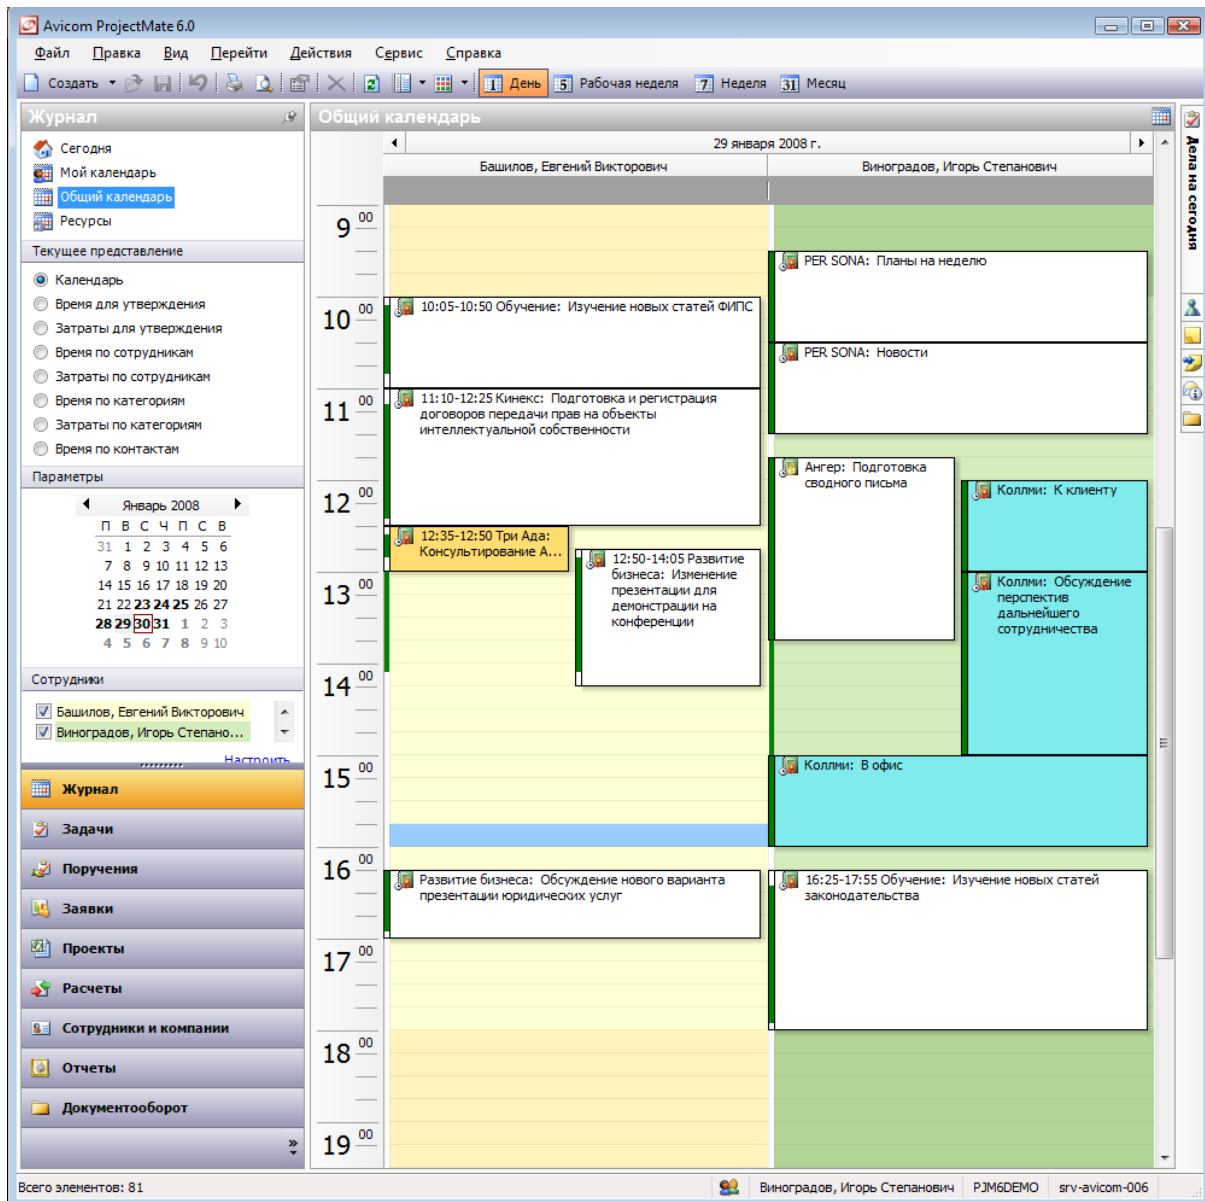 Avicom ProjectMate 6.0
Файл Правка Вид Перейти Действия Сервис Справка
Создать 1 День 5 Рабочая неделя 7 Неделя 31 Месяц
Журнал
Сегодня
Мой календарь
Общий календарь
Ресурсы
Текущее представление
Календарь
Время для утверждения
Затраты для утверждения
Время по сотрудникам
Затраты по сотрудникам
Время по категориям
Затраты по категориям
Время по контактам
Параметры
Январь 2008
П В С Ч П С В
31 1 2 3 4 5 6
7 8 9 10 11 12 13
14 15 16 17 18 19 20
21 22 23 24 25 26 27
28 29 30 31 1 2 3
4 5 6 7 8 9 10
Сотрудники
Башилов, Евгений Викторович
Виноградов, Игорь Степано...
Настроить
Журнал
Задачи
Поручения
Заявки
Проекты
Расчеты
Сотрудники и компании
Отчеты
Документооборот
»
Общий календарь
29 января 2008 г.
Башилов, Евгений Викторович
Виноградов, Игорь Степанович
9 00
10 00
11 00
12 00
13 00
14 00
15 00
16 00
17 00
18 00
19 00
10:05-10:50 Обучение: Изучение новых статей ФИПС
11:10-12:25 Кинекс: Подготовка и регистрация
договоров передачи прав на объекты
интеллектуальной собственности
12:35-12:50 Три Ада:
Консультирование А...
12:50-14:05 Развитие
бизнеса: Изменение
презентации для
демонстрации на
конференции
Развитие бизнеса: Обсуждение нового варианта
презентации юридических услуг
PER SONA: Планы на неделю
PER SONA: Новости
Ангер: Подготовка
сводного письма
Коллми: К клиенту
Коллми: Обсуждение
перспектив
дальнейшего
сотрудничества
Коллми: В офис
16:25-17:55 Обучение: Изучение новых статей
законодательства
Дела на сегодня
Всего элементов: 81
Виноградов, Игорь Степанович PJM6DEMO srv-avicom-006